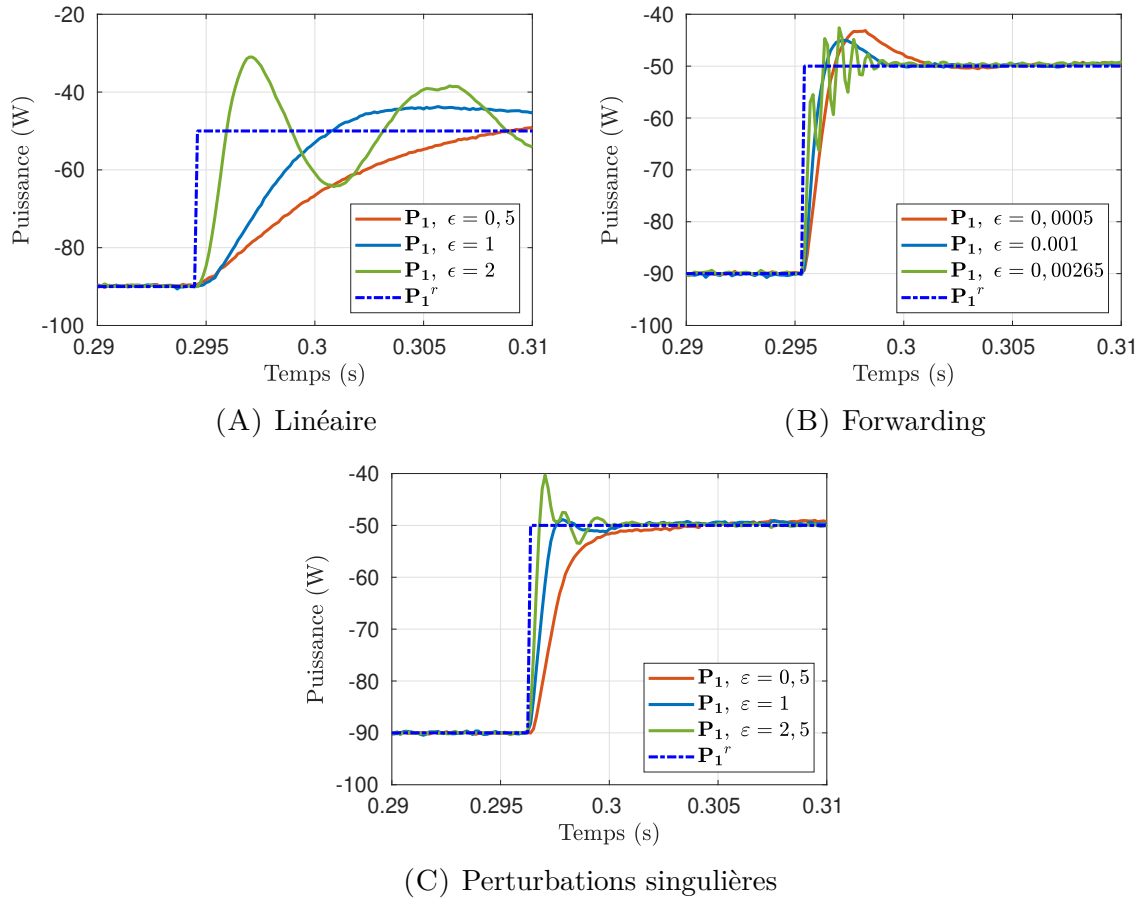 -20
-40
-60
-80
-100
Puissance (W)
0.29
0.295
0.3
0.305
0.31
Temps (s)
P₁, ϵ = 0,5
P₁, ϵ = 1
P₁, ϵ = 2
P₁ʳ
(A) Linéaire
-40
-50
-60
-70
-80
-90
-100
Puissance (W)
0.29
0.295
0.3
0.305
0.31
Temps (s)
P₁, ϵ = 0,0005
P₁, ϵ = 0.001
P₁, ϵ = 0,00265
P₁ʳ
(B) Forwarding
-40
-50
-60
-70
-80
-90
-100
Puissance (W)
0.29
0.295
0.3
0.305
0.31
Temps (s)
P₁, ε = 0,5
P₁, ε = 1
P₁, ε = 2,5
P₁ʳ
(C) Perturbations singulières